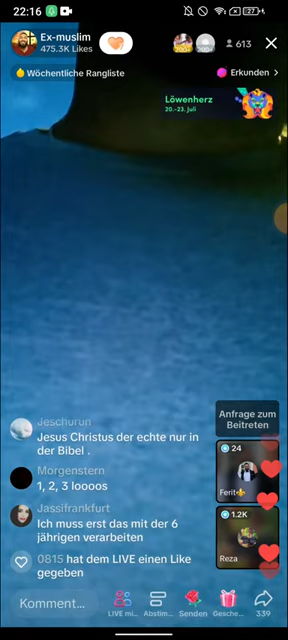 22:16
27
Ex-muslim
475.3K Likes
613
Wöchentliche Rangliste
Erkunden >
Löwenherz
20.-23. Juli
Jeschurun
Jesus Christus der echte nur in
der Bibel .
Morgenstern
1, 2, 3 loooos
Jassifrankfurt
Ich muss erst das mit der 6
jährigen verarbeiten
0815 hat dem LIVE einen Like
gegeben
Anfrage zum
Beitreten
24
Ferit
1.2K
Reza
Komment...
LIVE mi...
Abstim...
Senden
Gesche...
339